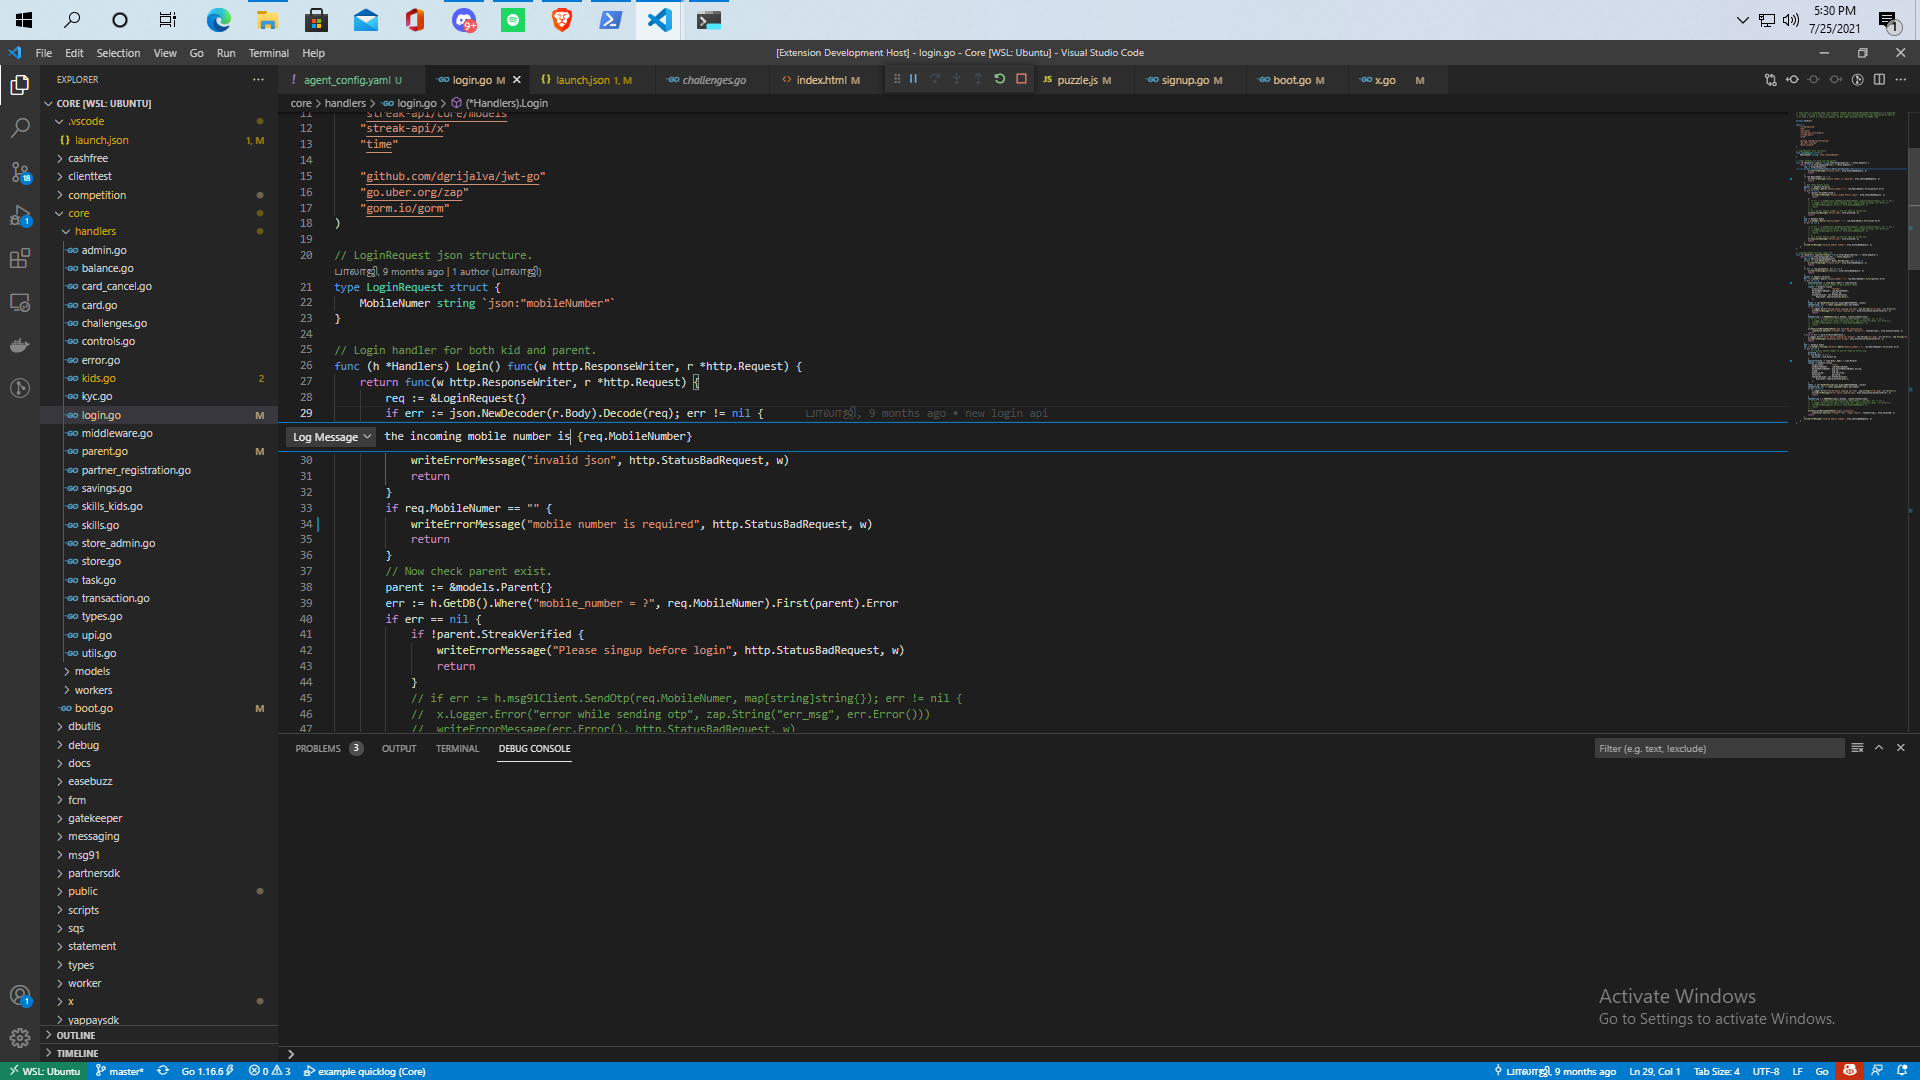 5:30 PM
7/25/2021
File Edit Selection View Go Run Terminal Help
[Extension Development Host] - login.go - Core [WSL: Ubuntu] - Visual Studio Code
EXPLORER
agent_config.yaml U
login.go M
launch.json 1, M
challenges.go
index.html M
puzzle.js M
signup.go M
boot.go M
x.go M
core > handlers > login.go > (*Handlers).Login
CORE [WSL: UBUNTU]
.vscode
launch.json 1, M
cashfree
clienttest
competition
core
handlers
admin.go
balance.go
card_cancel.go
card.go
challenges.go
controls.go
error.go
kids.go 2
kyc.go
login.go M
middleware.go
parent.go M
partner_registration.go
savings.go
skills_kids.go
skills.go
store_admin.go
store.go
task.go
transaction.go
types.go
upi.go
utils.go
models
workers
boot.go M
dbutils
debug
docs
easebuzz
fcm
gatekeeper
messaging
msg91
partnersdk
public
scripts
sqs
statement
types
worker
x
yappaysdk
OUTLINE
TIMELINE
11 "streak-api/core/models"
12 "streak-api/x"
13 "time"
14
15 "github.com/dgrijalva/jwt-go"
16 "go.uber.org/zap"
17 "gorm.io/gorm"
18 )
19
20 // LoginRequest json structure.
9 months ago | 1 author
21 type LoginRequest struct {
22 MobileNumer string `json:"mobileNumber"`
23 }
24
25 // Login handler for both kid and parent.
26 func (h *Handlers) Login() func(w http.ResponseWriter, r *http.Request) {
27 return func(w http.ResponseWriter, r *http.Request) {
28 req := &LoginRequest{}
29 if err := json.NewDecoder(r.Body).Decode(req); err != nil { 9 months ago • new login api
Log Message the incoming mobile number is {req.MobileNumber}
30 writeErrorMessage("invalid json", http.StatusBadRequest, w)
31 return
32 }
33 if req.MobileNumer == "" {
34 writeErrorMessage("mobile number is required", http.StatusBadRequest, w)
35 return
36 }
37 // Now check parent exist.
38 parent := &models.Parent{}
39 err := h.GetDB().Where("mobile_number = ?", req.MobileNumer).First(parent).Error
40 if err == nil {
41 if !parent.StreakVerified {
42 writeErrorMessage("Please singup before login", http.StatusBadRequest, w)
43 return
44 }
45 // if err := h.msg91Client.SendOtp(req.MobileNumer, map[string]string{}); err != nil {
46 // x.Logger.Error("error while sending otp", zap.String("err_msg", err.Error()))
47 // writeErrorMessage(err.Error(), http.StatusBadRequest, w)
PROBLEMS 3 OUTPUT TERMINAL DEBUG CONSOLE
Filter (e.g. text, !exclude)
Activate Windows
Go to Settings to activate Windows.
WSL: Ubuntu master* Go 1.16.6 0 3 example quicklog (Core)
9 months ago Ln 29, Col 1 Tab Size: 4 UTF-8 LF Go